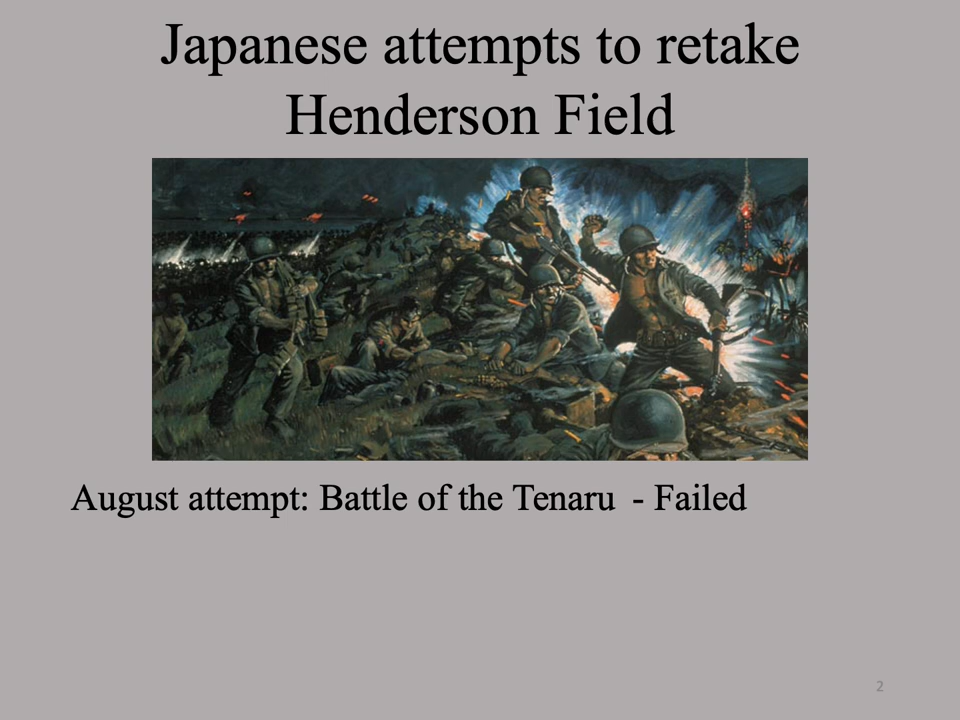 Japanese attempts to retake
Henderson Field
August attempt: Battle of the Tenaru - Failed
2